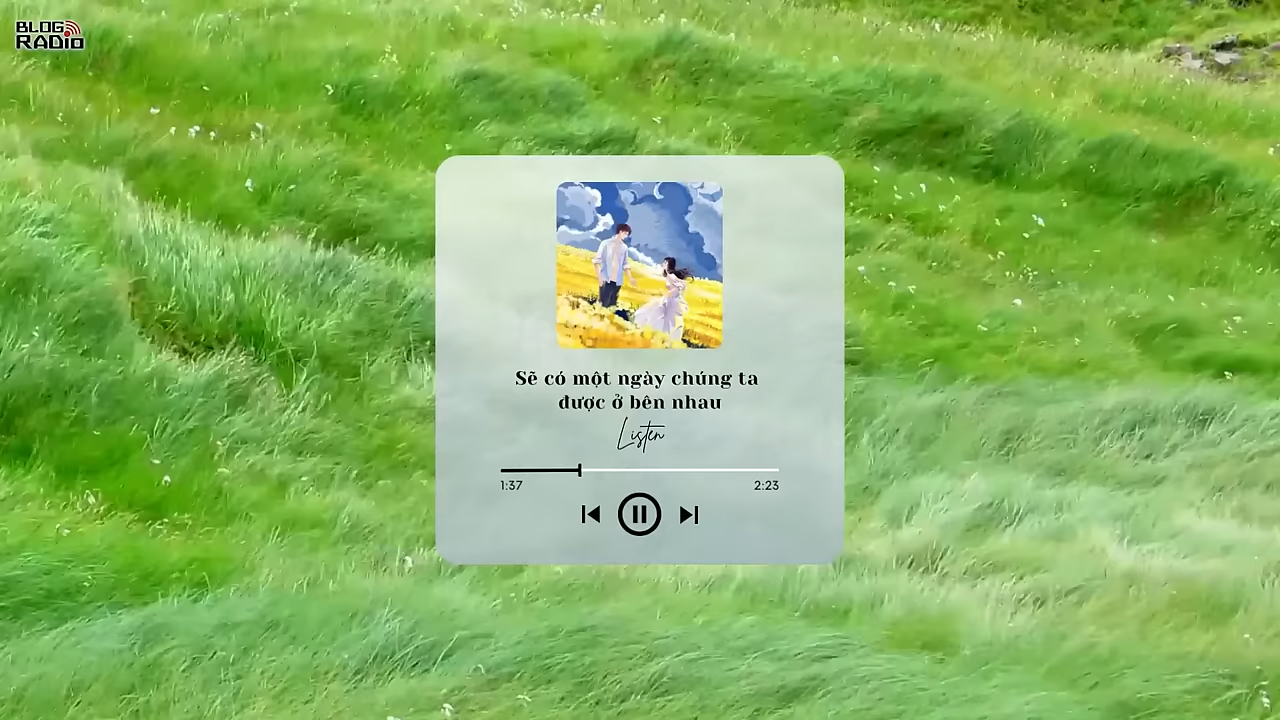 BLOG
RADIO
Sẽ có một ngày chúng ta
được ở bên nhau
Listen
1:37
2:23